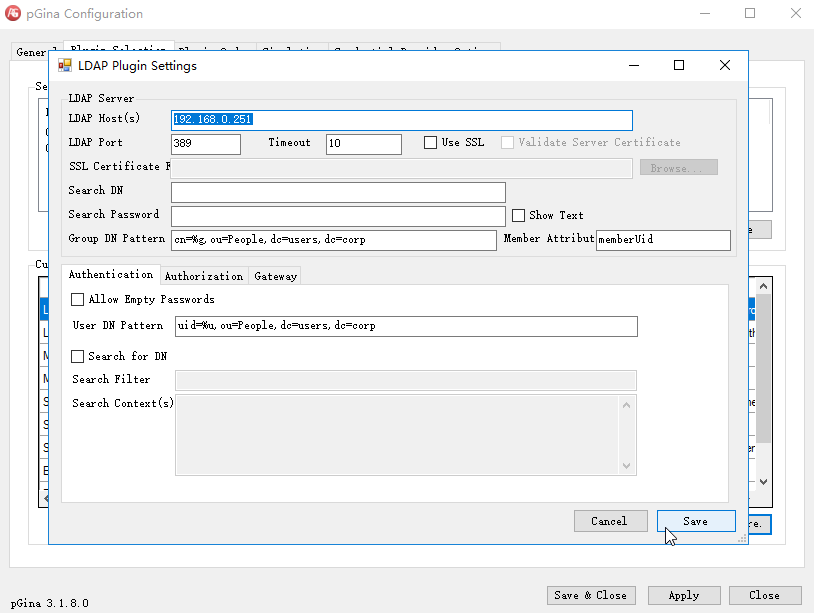 pGina Configuration
General Plugin Selection Plugin Order Simulation Credential Provider Options
LDAP Plugin Settings
LDAP Server
LDAP Host(s) 192.168.0.251
LDAP Port 389 Timeout 10 Use SSL Validate Server Certificate
SSL Certificate F Browse...
Search DN
Search Password Show Text
Group DN Pattern cn=%g,ou=People,dc=users,dc=corp Member Attribut memberUid
Authentication Authorization Gateway
Allow Empty Passwords
User DN Pattern uid=%u,ou=People,dc=users,dc=corp
Search for DN
Search Filter
Search Context(s)
Cancel Save
pGina 3.1.8.0 Save & Close Apply Close